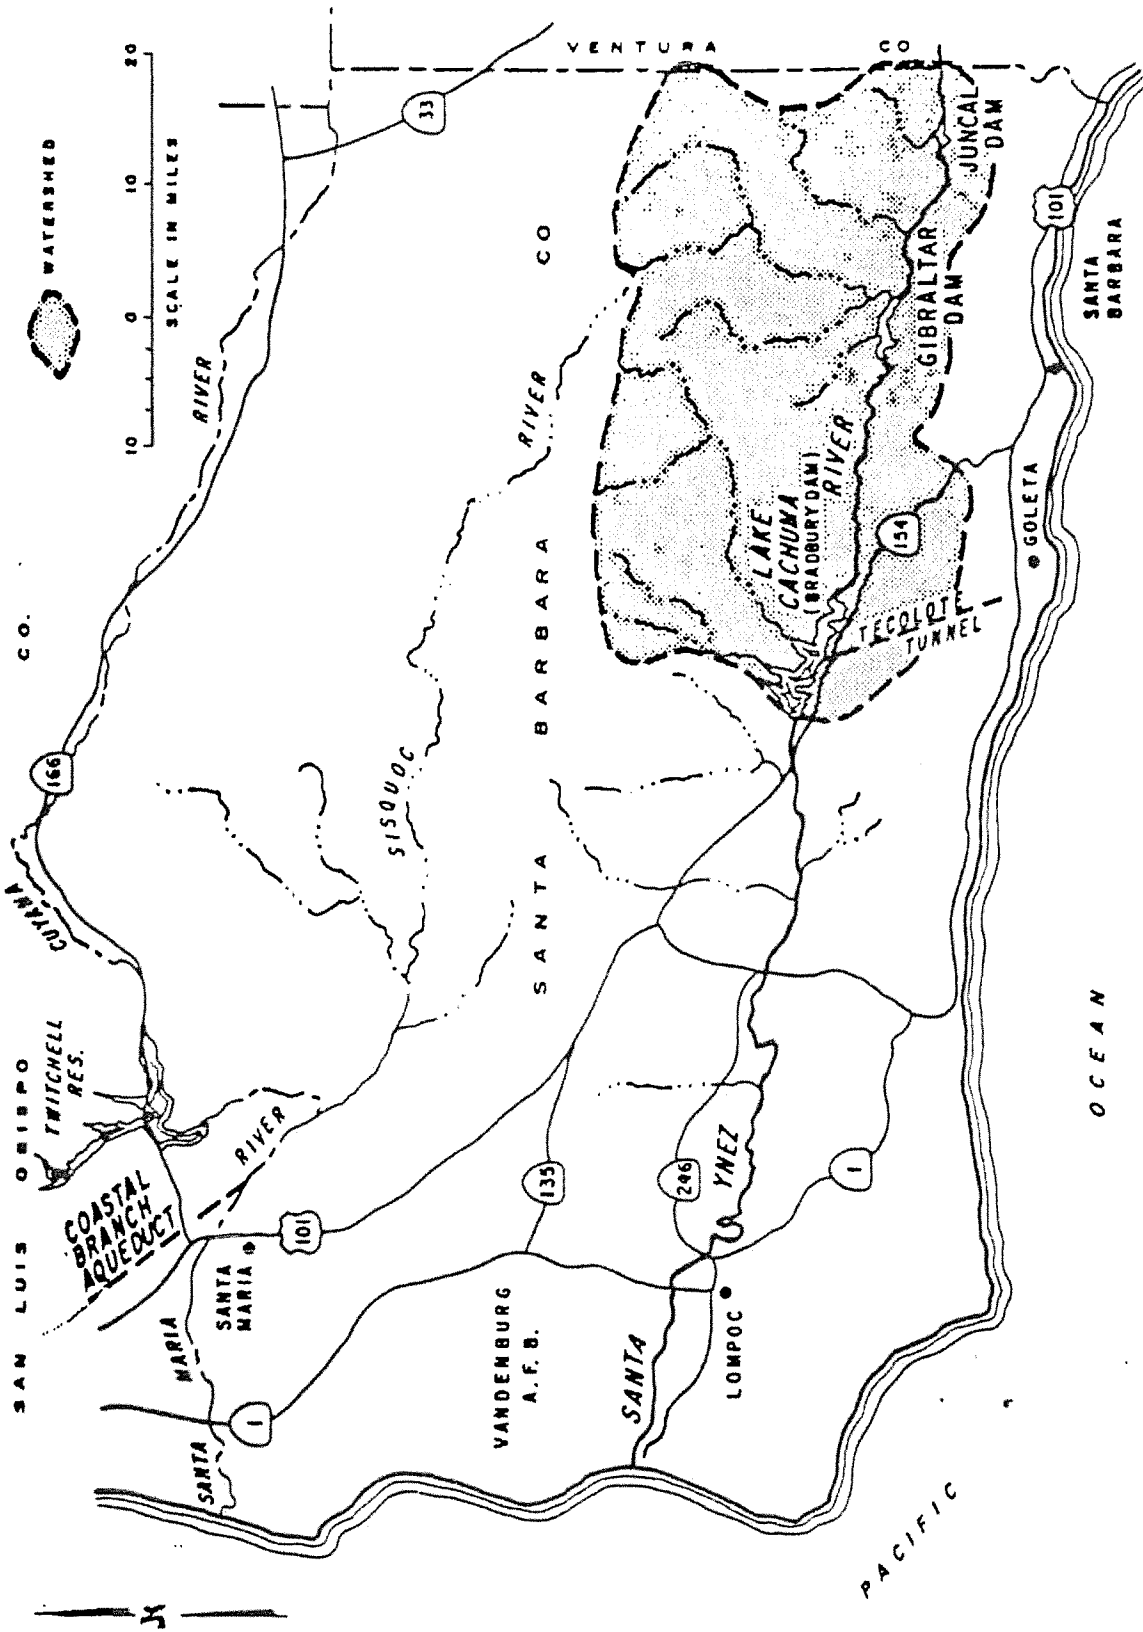 SAN LUIS OBISPO CO.
COASTAL
BRANCH
AQUEDUCT
TWITCHELL
RES.
CUYAMA
166
RIVER
WATERSHED
10 0 10 20
SCALE IN MILES
33
SANTA MARIA
RIVER
SANTA
MARIA
101
1
SISQUOC
RIVER
SANTA BARBARA CO
VENTURA CO
VANDENBURG
A.F.B.
135
246
SANTA
YNEZ
LOMPOC
1
LAKE
CACHUMA
(BRADBURY DAM)
RIVER
154
TECOLOTE
TUNNEL
GIBRALTAR
DAM
JUNCAL
DAM
GOLETA
101
SANTA
BARBARA
PACIFIC
OCEAN
N